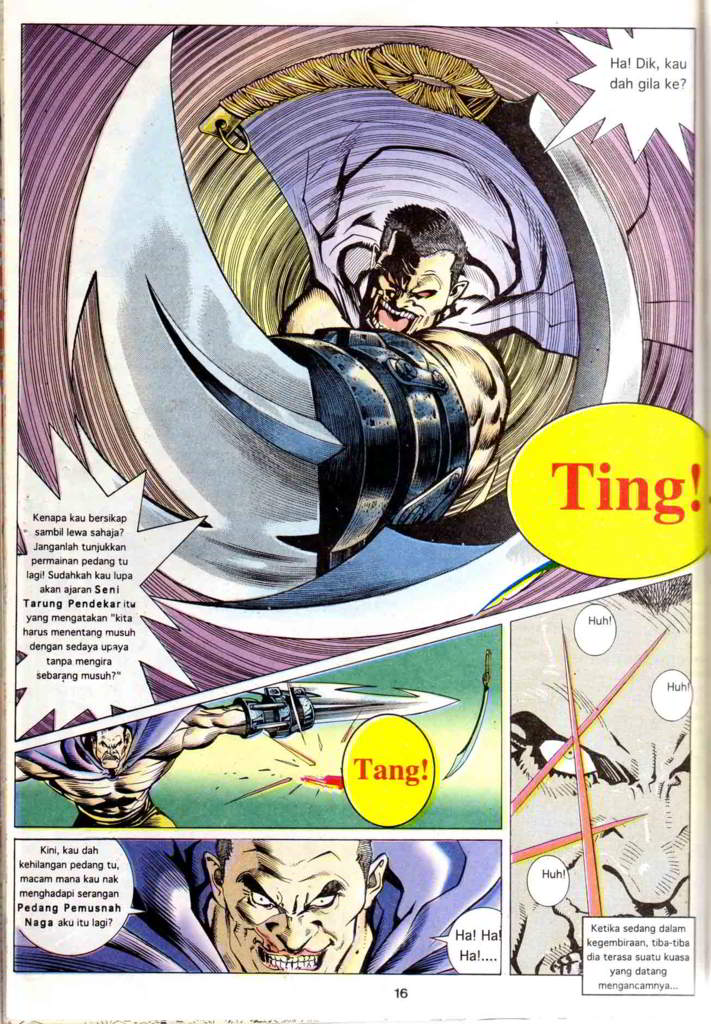 Ha! Dik, kau
dah gila ke?
Ting!
Kenapa kau bersikap
sambil lewa sahaja?
Janganlah tunjukkan
permainan pedang tu
lagi! Sudahkah kau lupa
akan ajaran Seni
Tarung Pendekar itu
yang mengatakan "kita
harus menentang musuh
dengan sedaya upaya
tanpa mengira
sebarang musuh?"
Tang!
Huh!
Huh!
Huh!
Kini, kau dah
kehilangan pedang tu,
macam mana kau nak
menghadapi serangan
Pedang Pemusnah
Naga aku itu lagi?
Ha! Ha!
Ha!....
Ketika sedang dalam
kegembiraan, tiba-tiba
dia terasa suatu kuasa
yang datang
mengancamnya...
16